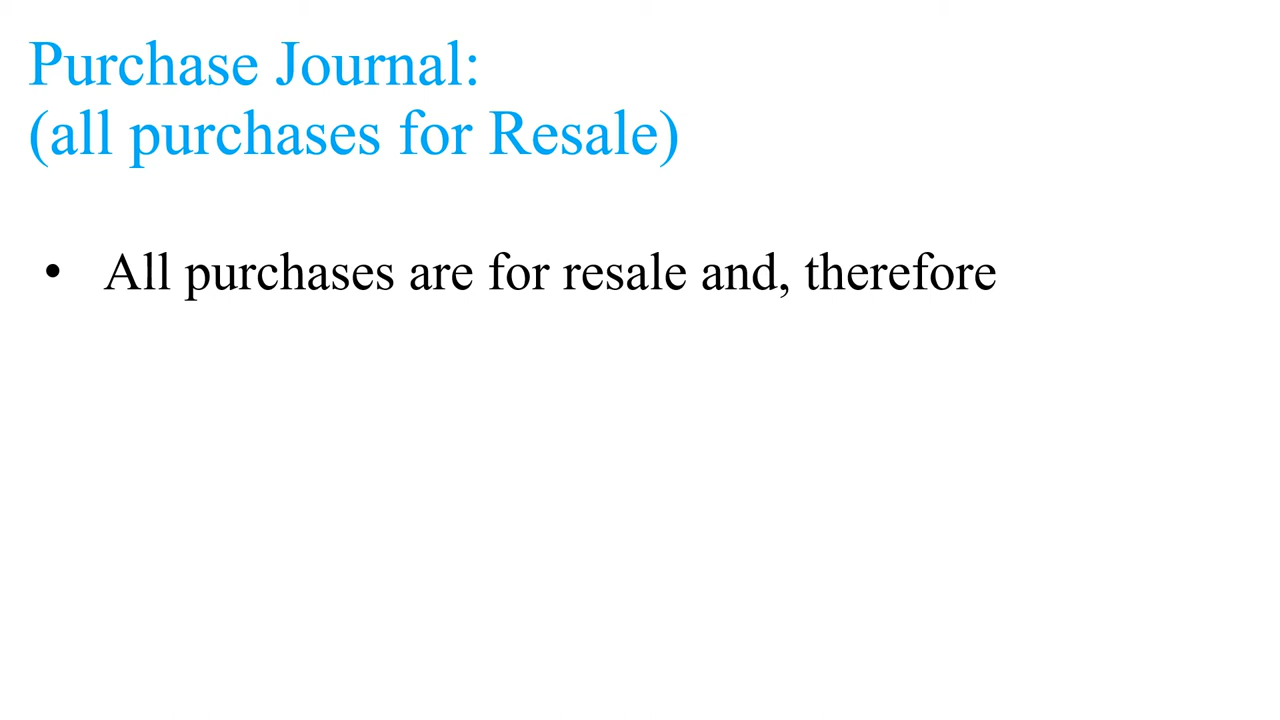 Purchase Journal:
(all purchases for Resale)
• All purchases are for resale and, therefore